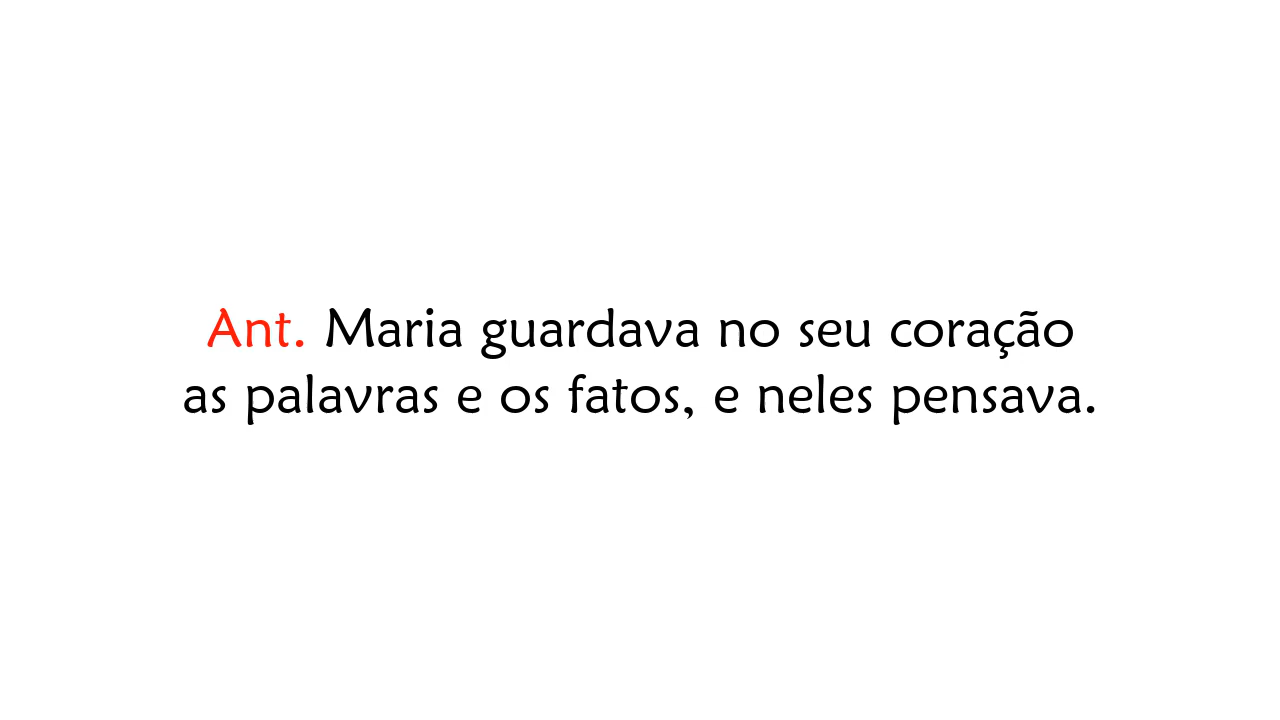 Ant. Maria guardava no seu coração
as palavras e os fatos, e neles pensava.